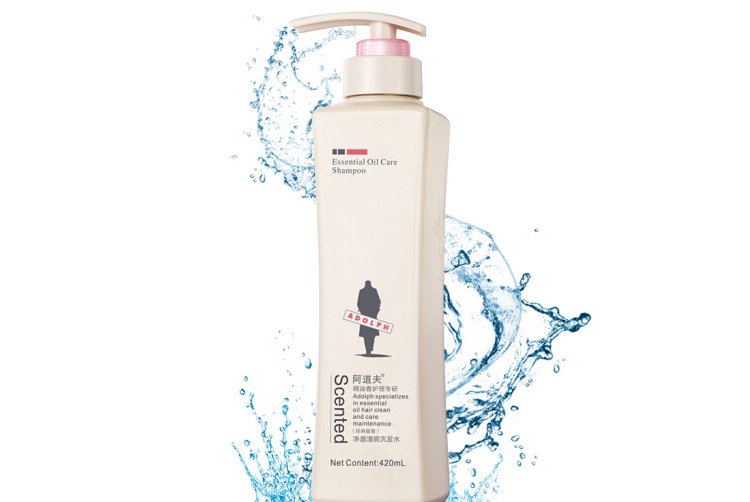 Essential Oil Care
Shampoo
ADOLPH
Scented
阿道夫®
精油香护理专研
Adolph specializes
in essential
oil hair clean
and care
maintenance.
(经典留香)
净澈清爽洗发水
Net Content:420mL